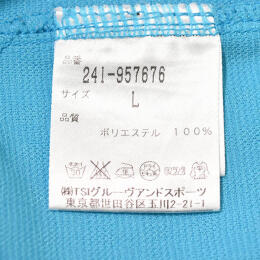 品番
241-957676
サイズ
L
品質
ポリエステル 100%
㈱TSIグルーヴアンドスポーツ
東京都世田谷区玉川2-21-1